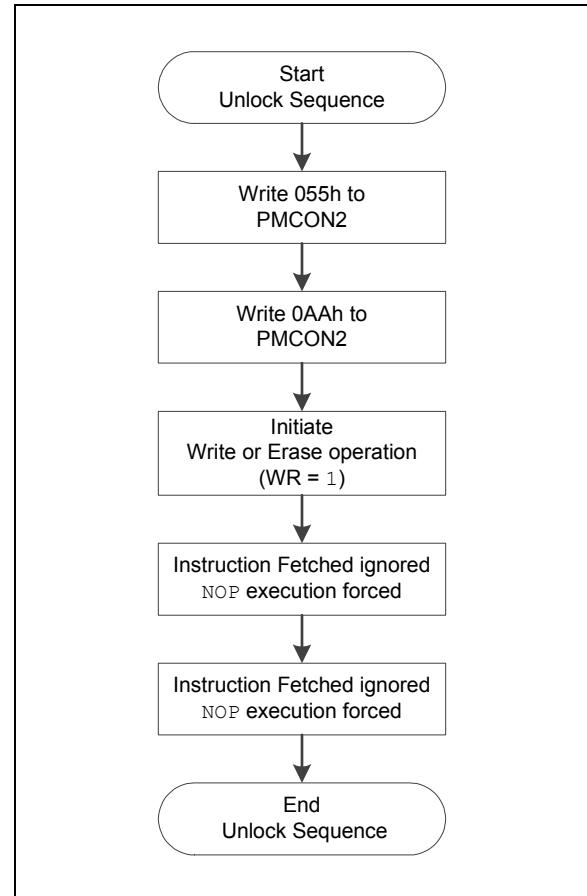 Start
Unlock Sequence
Write 055h to
PMCON2
Write 0AAh to
PMCON2
Initiate
Write or Erase operation
(WR = 1)
Instruction Fetched ignored
NOP execution forced
Instruction Fetched ignored
NOP execution forced
End
Unlock Sequence